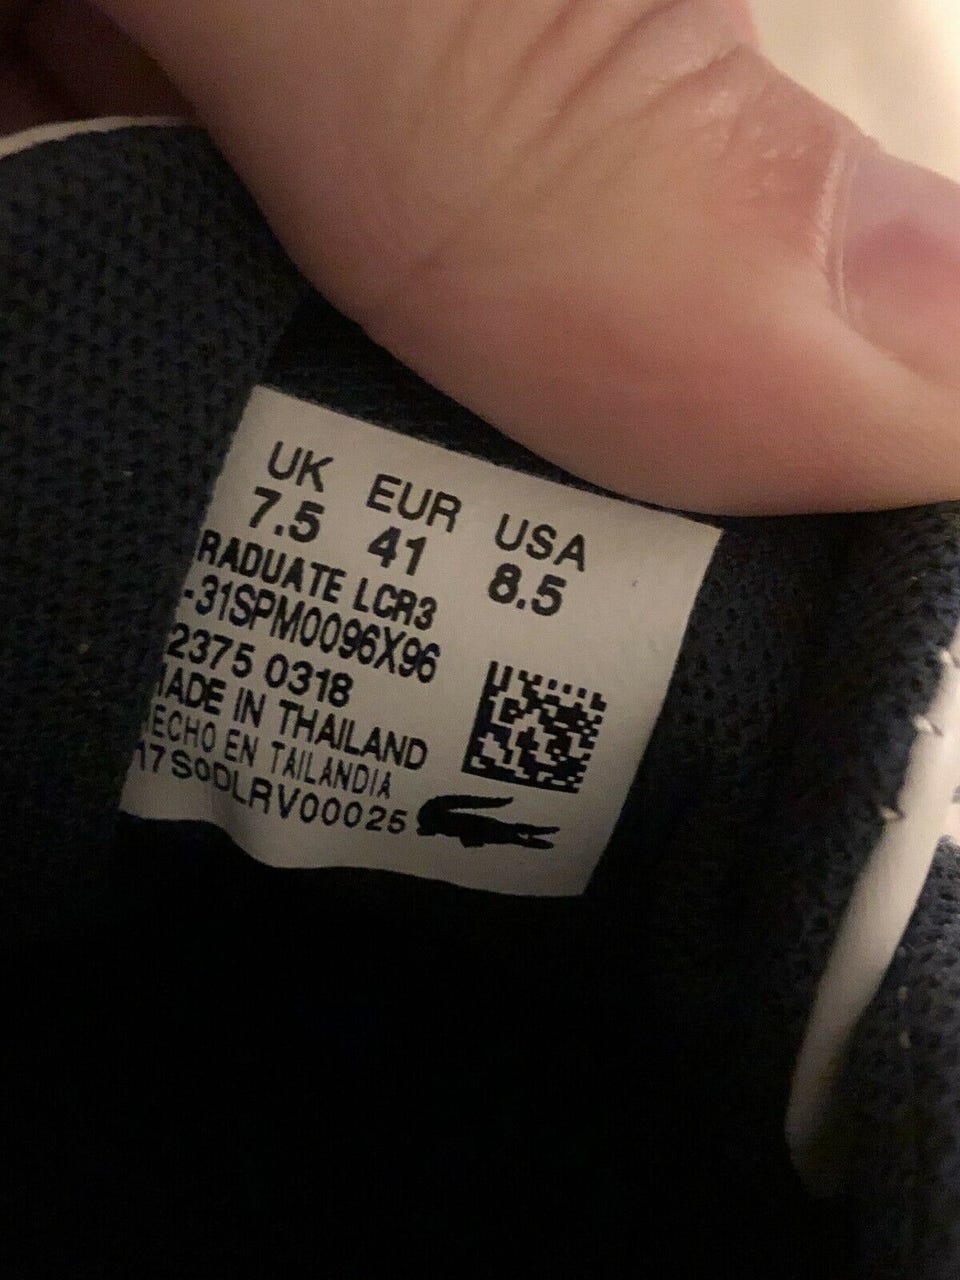 UK EUR USA
7.5 41 8.5
RADUATE LCR3
-31SPM0096X96
2375 0318
MADE IN THAILAND
ECHO EN TAILANDIA
17SoDLRV00025